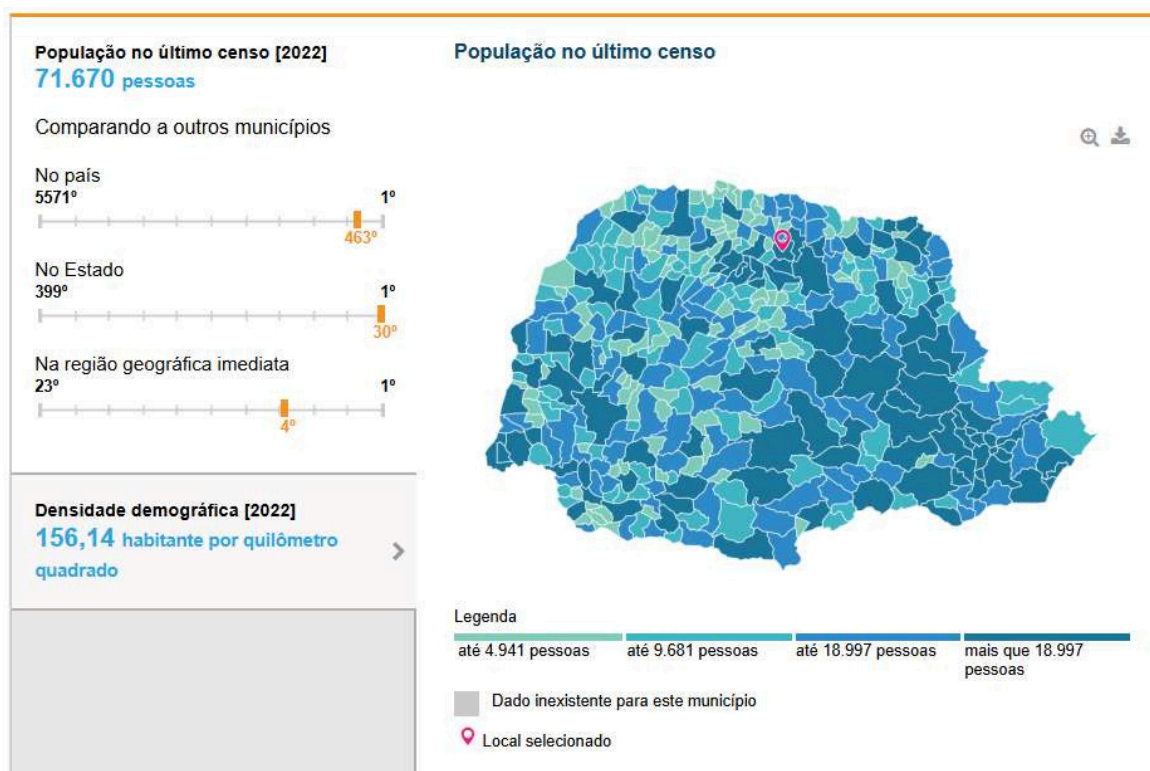 População no último censo [2022]
71.670 pessoas
Comparando a outros municípios
No país
5571º 1º
463º
No Estado
399º 1º
30º
Na região geográfica imediata
23º 1º
4º
Densidade demográfica [2022]
156,14 habitante por quilômetro
quadrado
População no último censo
Legenda
até 4.941 pessoas até 9.681 pessoas até 18.997 pessoas mais que 18.997
pessoas
Dado inexistente para este município
Local selecionado